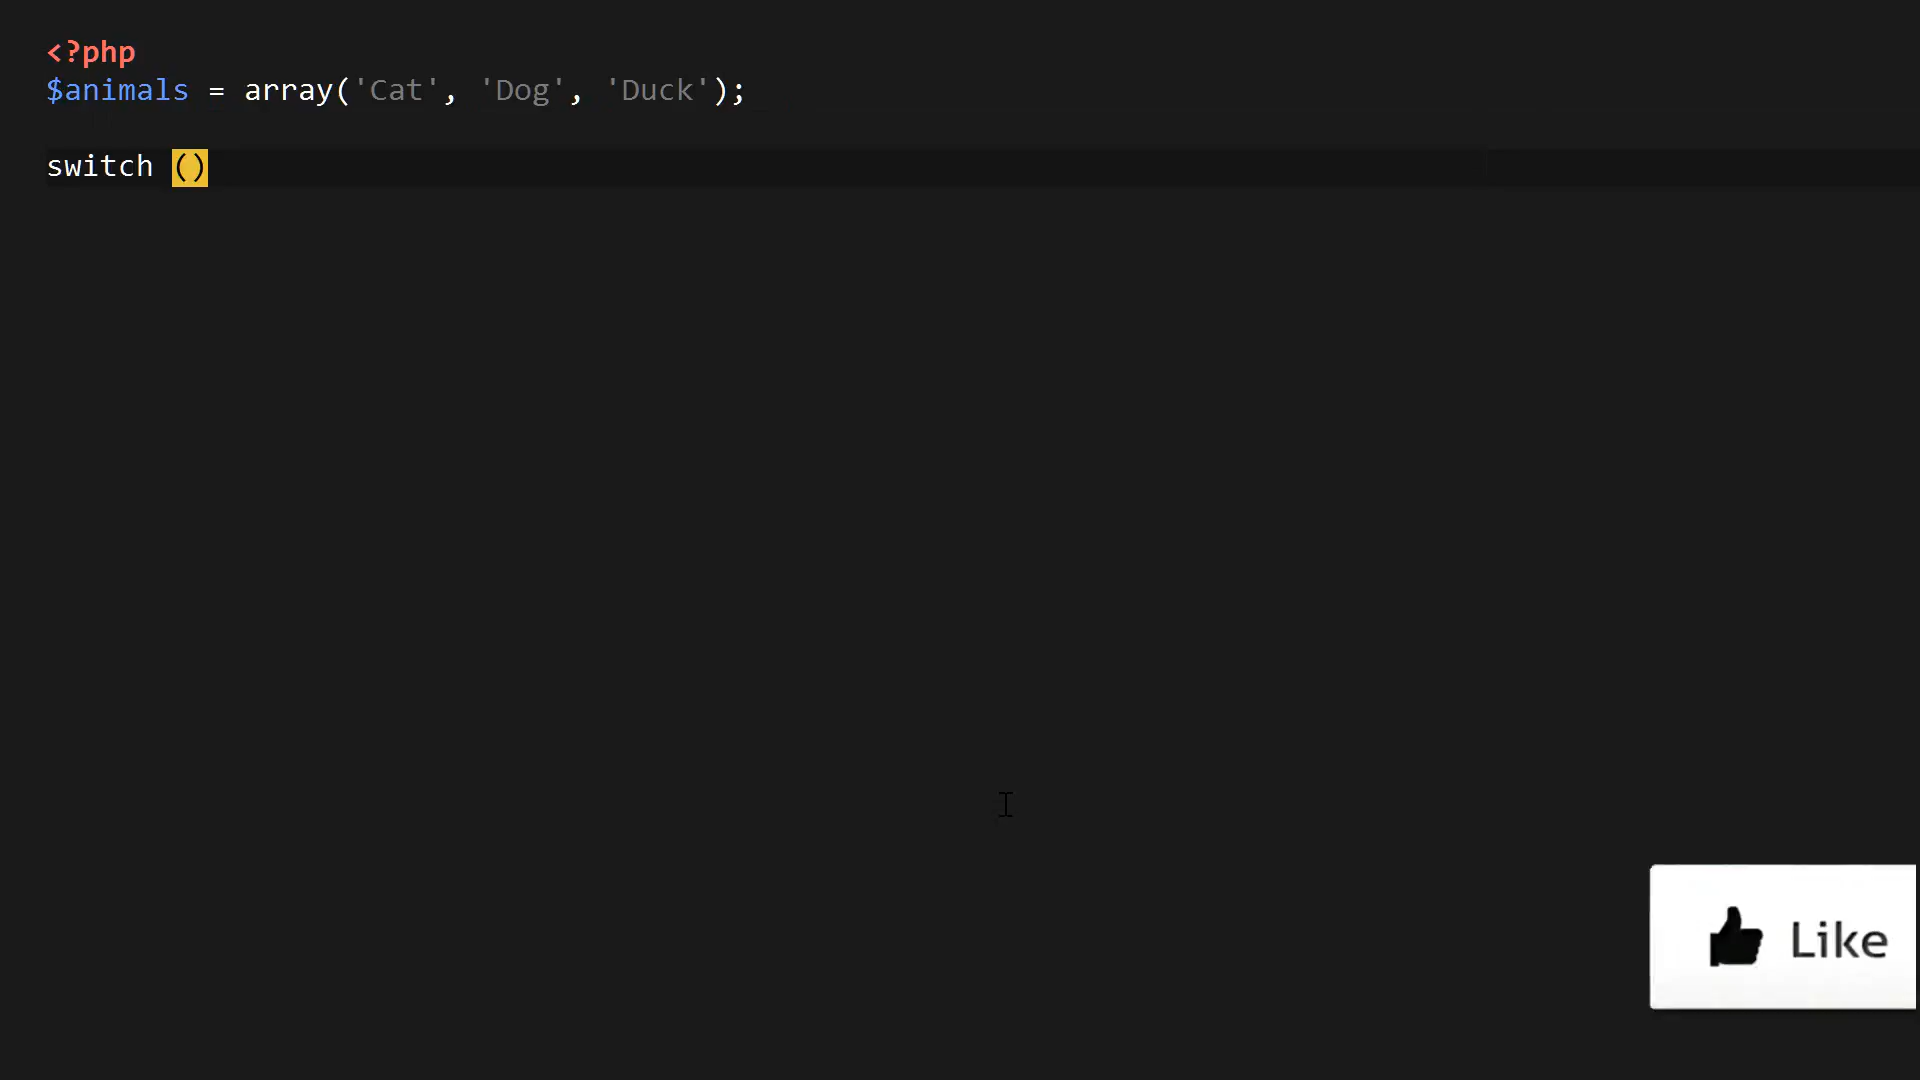 <?php
$animals = array('Cat', 'Dog', 'Duck');
switch ()
Like